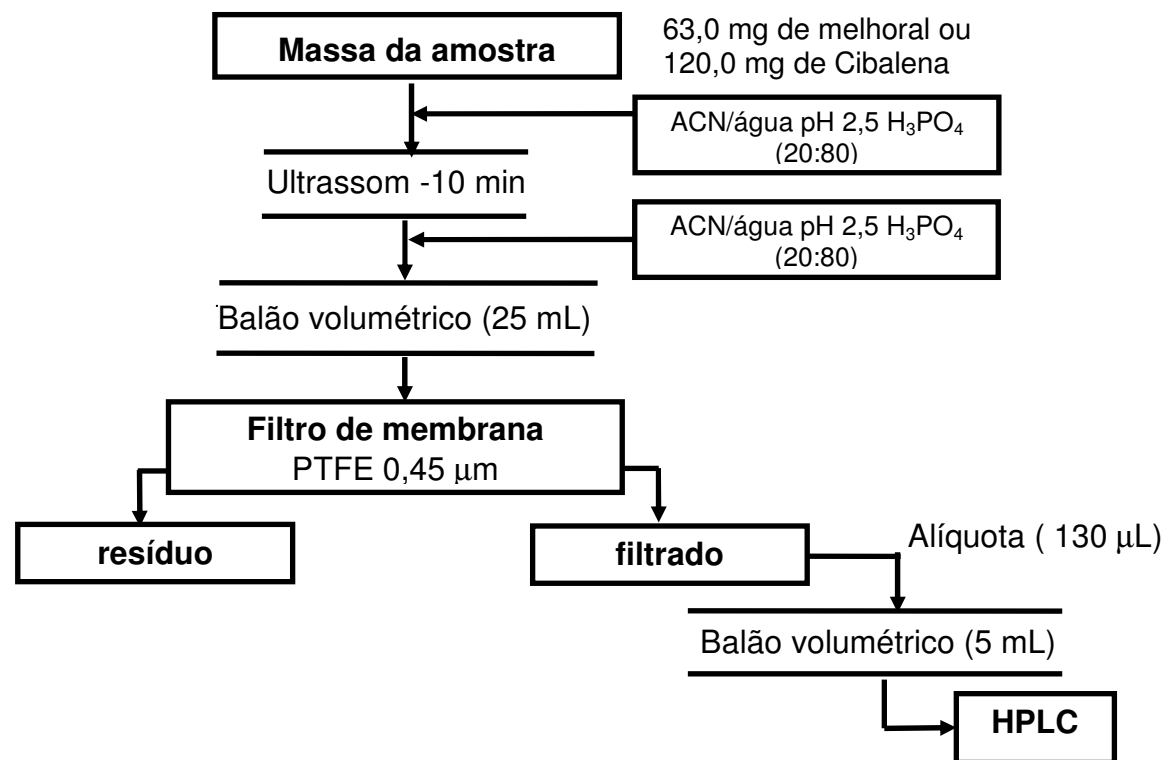 Massa da amostra
63,0 mg de melhoral ou
120,0 mg de Cibalena
ACN/água pH 2,5 H₃PO₄
(20:80)
Ultrassom -10 min
ACN/água pH 2,5 H₃PO₄
(20:80)
Balão volumétrico (25 mL)
Filtro de membrana
PTFE 0,45 μm
resíduo
filtrado
Alíquota ( 130 μL)
Balão volumétrico (5 mL)
HPLC